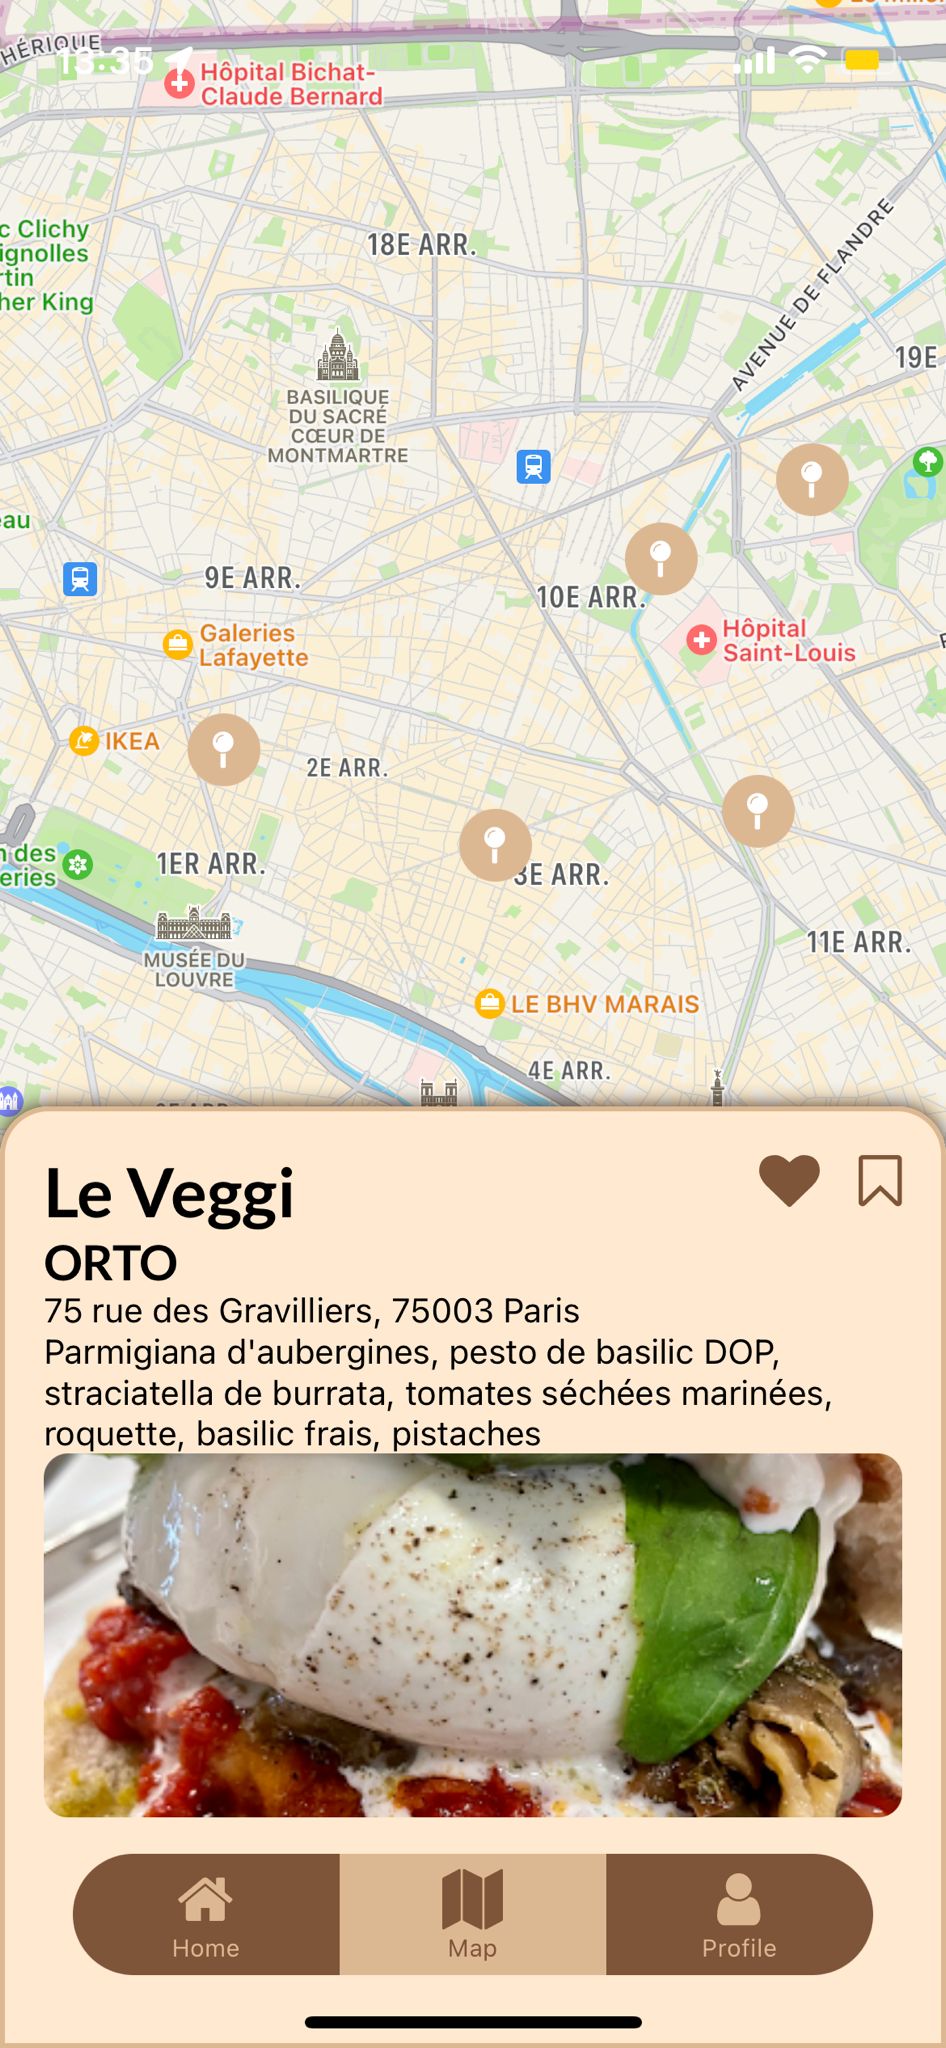 HÉRIQUE
13:35
Hôpital Bichat-
Claude Bernard
c Clichy
ignolles
rtin
her King
18E ARR.
AVENUE DE FLANDRE
19E
BASILIQUE
DU SACRÉ
CŒUR DE
MONTMARTRE
eau
9E ARR.
10E ARR.
Galeries
Lafayette
Hôpital
Saint-Louis
IKEA
2E ARR.
n des
eries
1ER ARR.
3E ARR.
11E ARR.
MUSÉE DU
LOUVRE
LE BHV MARAIS
4E ARR.
Le Veggi
ORTO
75 rue des Gravilliers, 75003 Paris
Parmigiana d'aubergines, pesto de basilic DOP,
straciatella de burrata, tomates séchées marinées,
roquette, basilic frais, pistaches
Home
Map
Profile